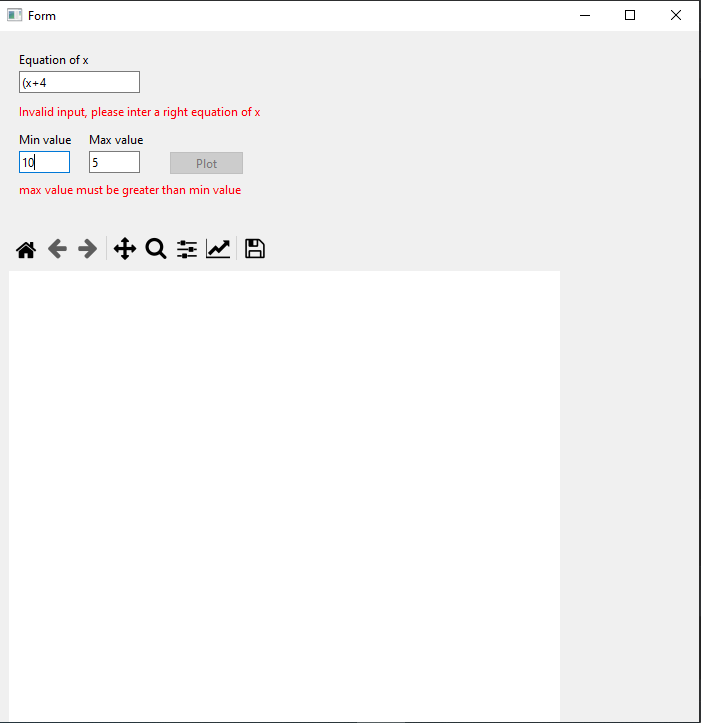 Form
Equation of x
(x+4
Invalid input, please inter a right equation of x
Min value Max value
10 5 Plot
max value must be greater than min value